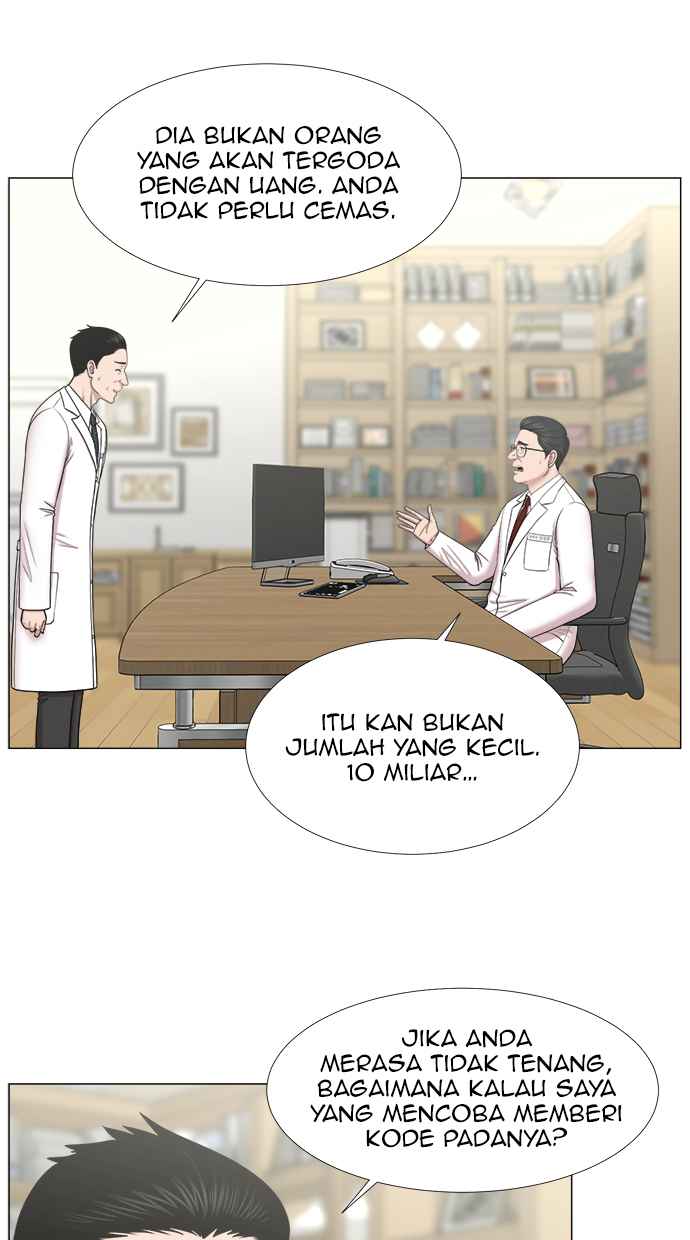 DIA BUKAN ORANG
YANG AKAN TERGODA
DENGAN UANG. ANDA
TIDAK PERLU CEMAS.
ITU KAN BUKAN
JUMLAH YANG KECIL.
10 MILIAR...
JIKA ANDA
MERASA TIDAK TENANG,
BAGAIMANA KALAU SAYA
YANG MENCOBA MEMBERI
KODE PADANYA?